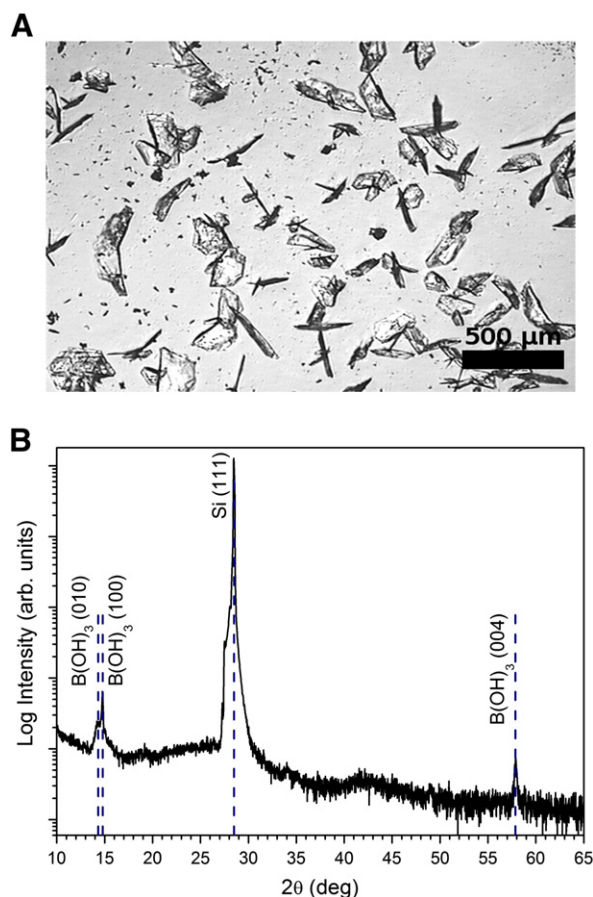 A
500 μm
B
Log Intensity (arb. units)
B(OH)₃ (010)
B(OH)₃ (100)
Si (111)
B(OH)₃ (004)
10 15 20 25 30 35 40 45 50 55 60 65
2θ (deg)